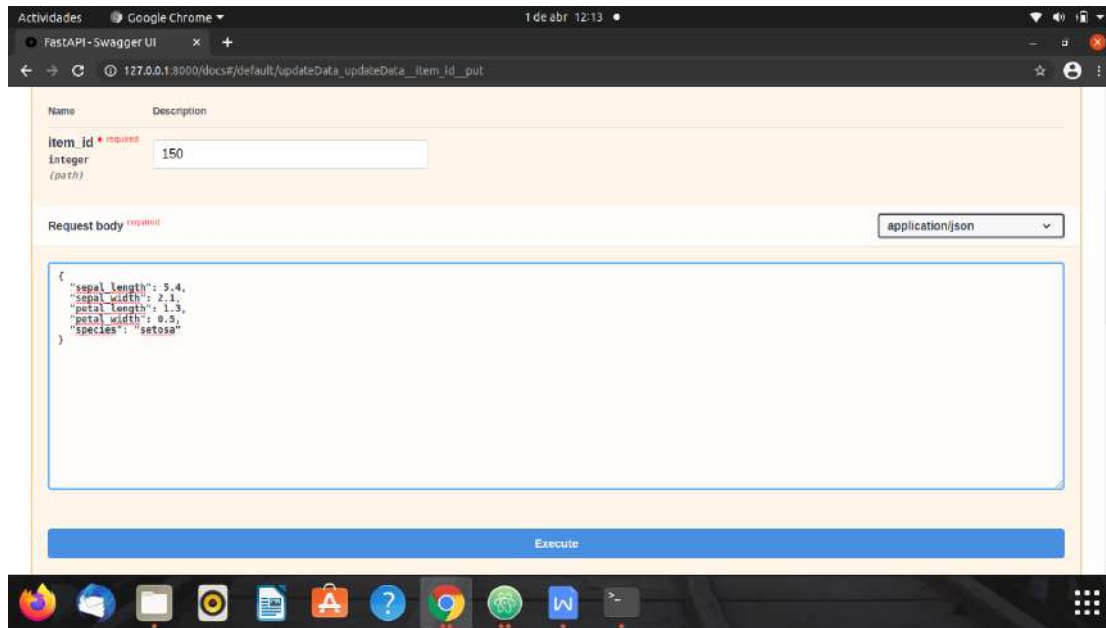 Actividades
Google Chrome
1 de abr 12:13
FastAPI - Swagger UI
127.0.0.1:8000/docs#/default/updateData_updateData__item_id__put
Name Description
item_id * required
150
integer
(path)
Request body required
application/json
{
"sepal_length": 5.4,
"sepal_width": 2.1,
"petal_length": 1.3,
"petal_width": 0.5,
"species": "setosa"
}
Execute